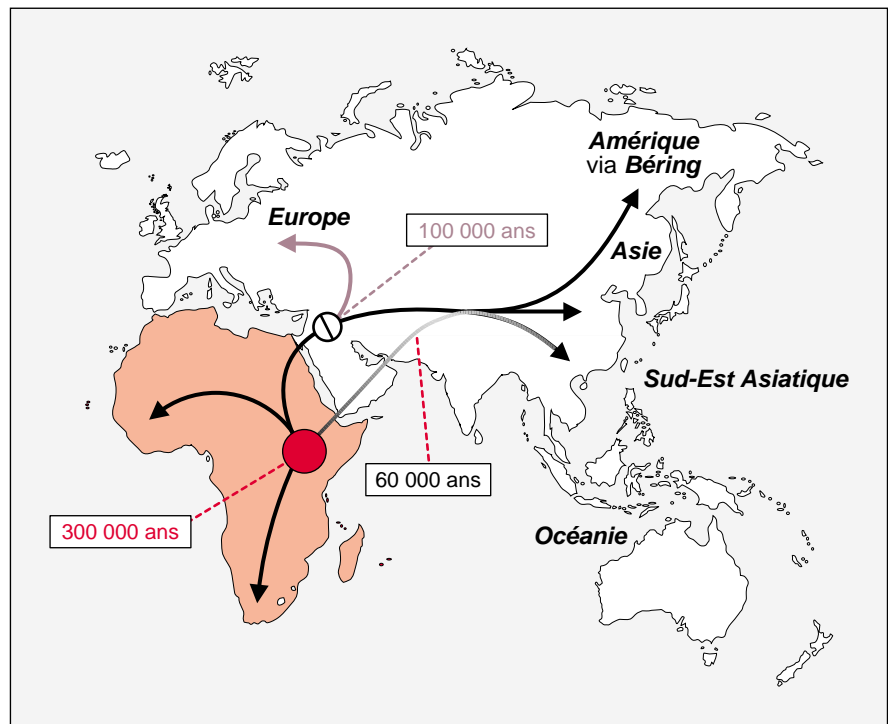 Amérique
via Béring
Europe
100 000 ans
Asie
Sud-Est Asiatique
60 000 ans
300 000 ans
Océanie